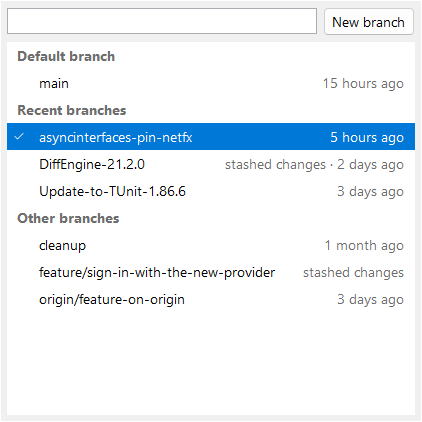 New branch
Default branch
main 15 hours ago
Recent branches
asyncinterfaces-pin-netfx 5 hours ago
DiffEngine-21.2.0 stashed changes · 2 days ago
Update-to-TUnit-1.86.6 3 days ago
Other branches
cleanup 1 month ago
feature/sign-in-with-the-new-provider stashed changes
origin/feature-on-origin 3 days ago